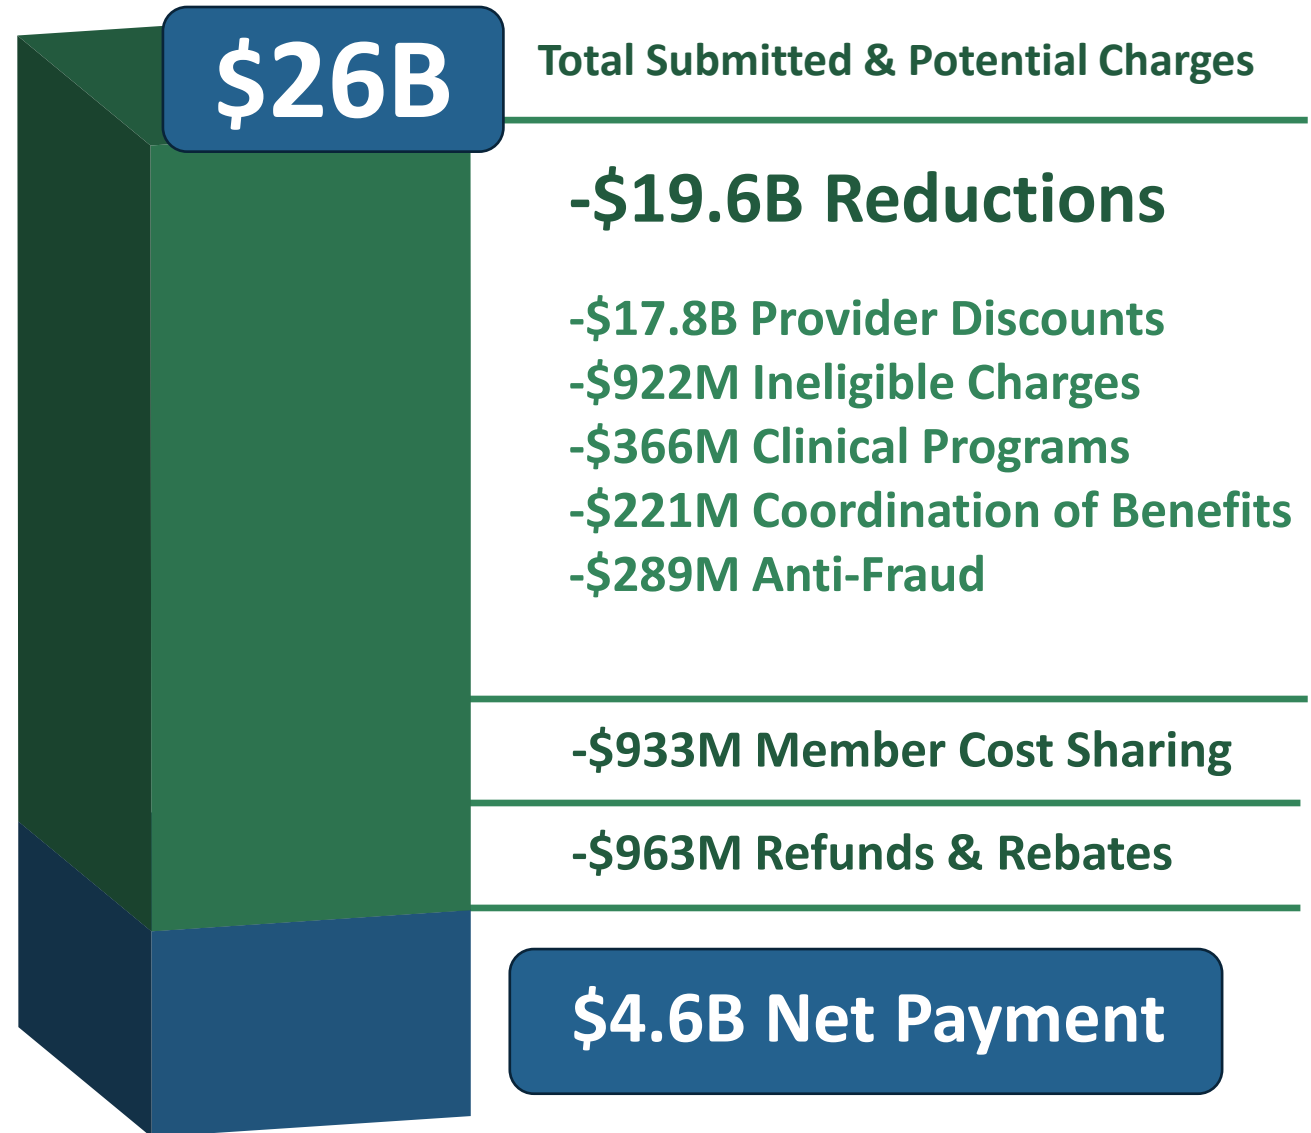 $26B
Total Submitted & Potential Charges
-$19.6B Reductions
-$17.8B Provider Discounts
-$922M Ineligible Charges
-$366M Clinical Programs
-$221M Coordination of Benefits
-$289M Anti-Fraud
-$933M Member Cost Sharing
-$963M Refunds & Rebates
$4.6B Net Payment